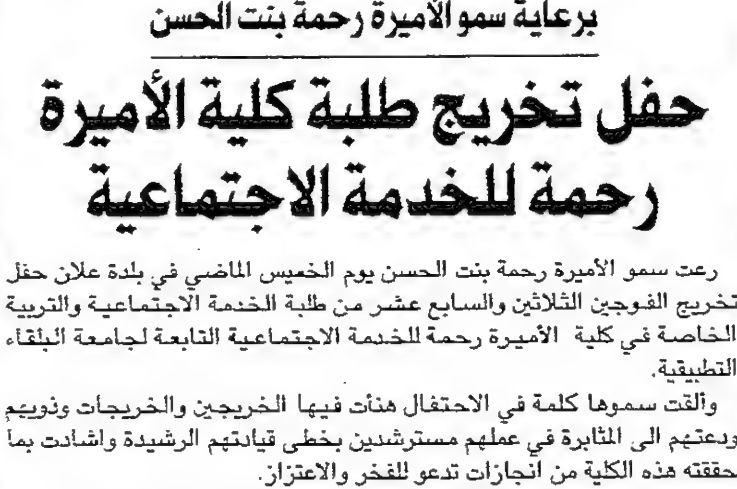 برعاية سمو الأميرة رحمة بنت الحسن
حفل تخريج طلبة كلية الأميرة
رحمة للخدمة الاجتماعية
رعت سمو الأميرة رحمة بنت الحسن يوم الخميس الماضي في بلدة علان حفل
تخريج الفوجين الثلاثين والسابع عشر من طلبة الخدمة الاجتماعية والتربية
الخاصة في كلية الأميرة رحمة للخدمة الاجتماعية التابعة لجامعة البلقاء
التطبيقية.
وألقت سموها كلمة في الاحتفال هنأت فيها الخريجين والخريجات وذويهم
ودعتهم الى المثابرة في عملهم مسترشدين بخطى قيادتهم الرشيدة واشادت بما
حققته هذه الكلية من انجازات تدعو للفخر والاعتزاز.